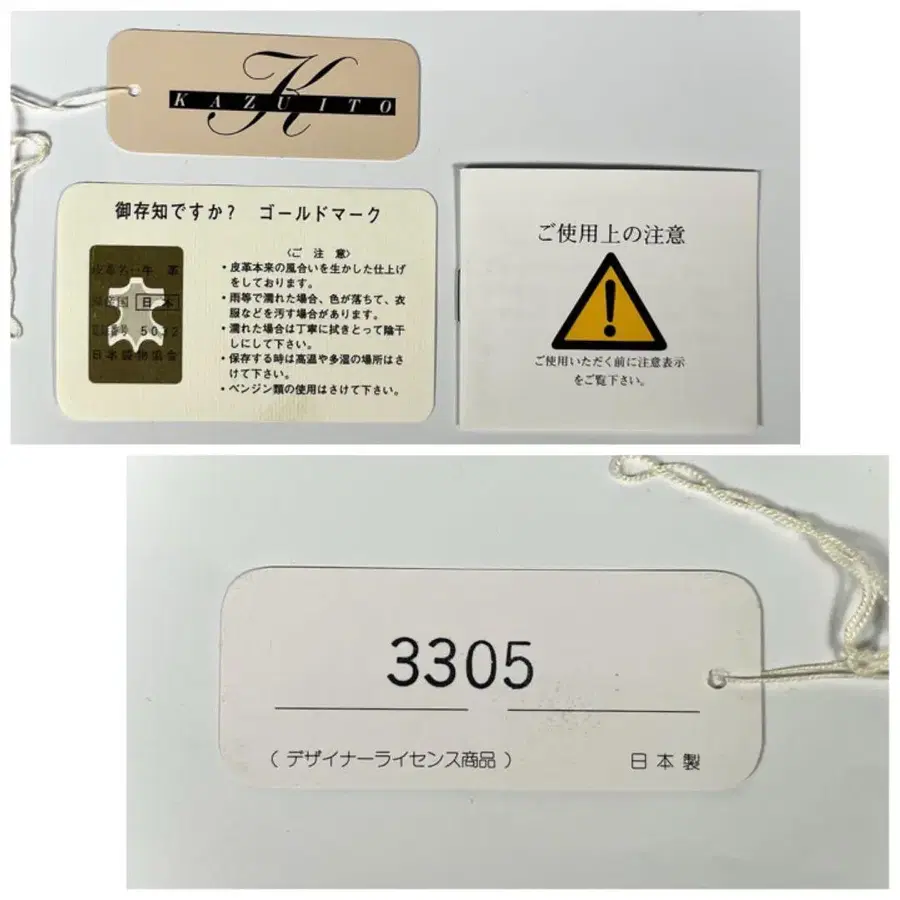 K
KAZUITO
御存知ですか? ゴールドマーク
皮革名 牛 革
原産国 日本
5032
〈ご 注 意〉
・皮革本来の風合いを生かした仕上げ
をしております。
・雨等で濡れた場合、色が落ちて、衣
服などを汚す場合があります。
・濡れた場合は丁寧に拭きとって陰干
しにして下さい。
・保存する時は高温や多湿の場所はさ
けて下さい。
・ベンジン類の使用はさけて下さい。
ご使用上の注意
ご使用いただく前に注意表示
をご覧下さい。
3305
( デザイナーライセンス商品 ) 日本製